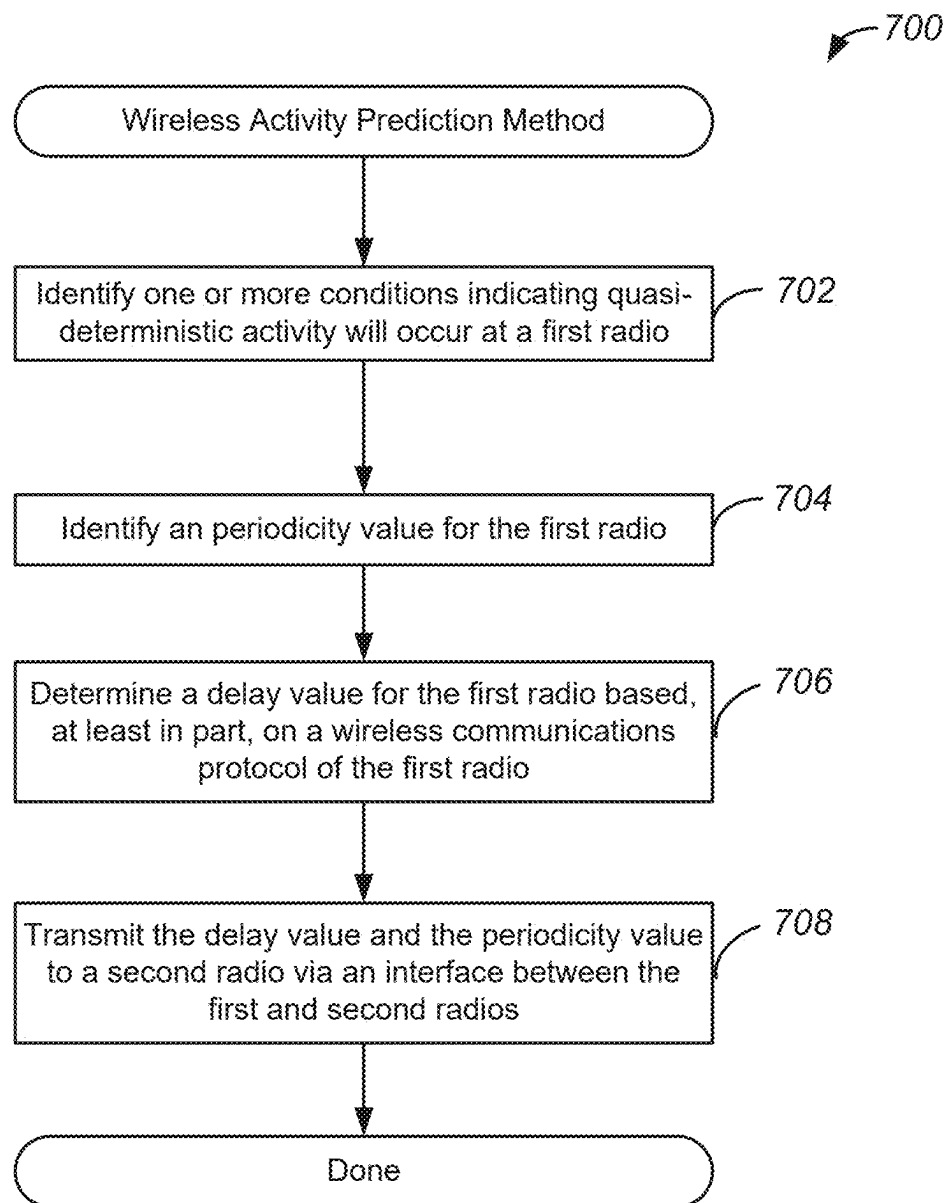 700
Wireless Activity Prediction Method
Identify one or more conditions indicating quasi-
deterministic activity will occur at a first radio
702
Identify an periodicity value for the first radio
704
Determine a delay value for the first radio based,
at least in part, on a wireless communications
protocol of the first radio
706
Transmit the delay value and the periodicity value
to a second radio via an interface between the
first and second radios
708
Done